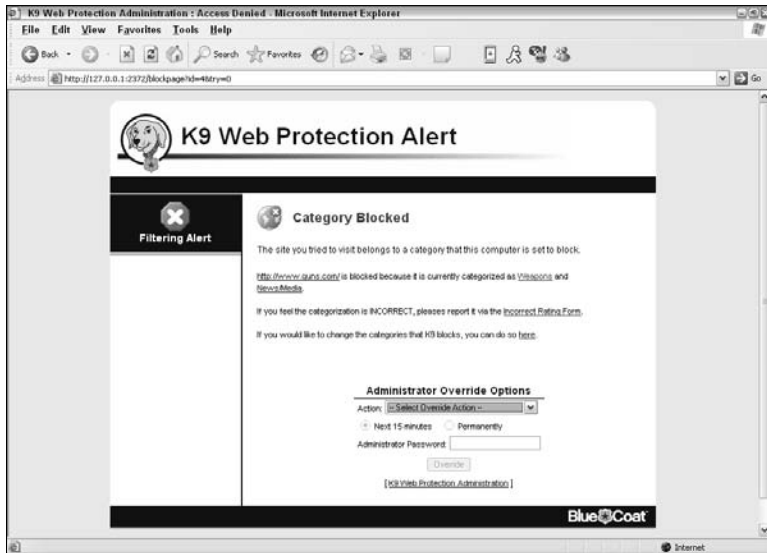 K9 Web Protection Administration : Access Denied - Microsoft Internet Explorer
File Edit View Favorites Tools Help
Back Search Favorites
Address http://127.0.0.1:2372/blockpage?id=4&try=0 Go
K9 Web Protection Alert
Filtering Alert
Category Blocked
The site you tried to visit belongs to a category that this computer is set to block.
http://www.guns.com/ is blocked because it is currently categorized as Weapons and
News/Media.
If you feel the categorization is INCORRECT, pleases report it via the Incorrect Rating Form.
If you would like to change the categories that K9 blocks, you can do so here.
Administrator Override Options
Action: -- Select Override Action --
Next 15 minutes Permanently
Administrator Password:
Override
[ K9 Web Protection Administration ]
Blue Coat
Internet